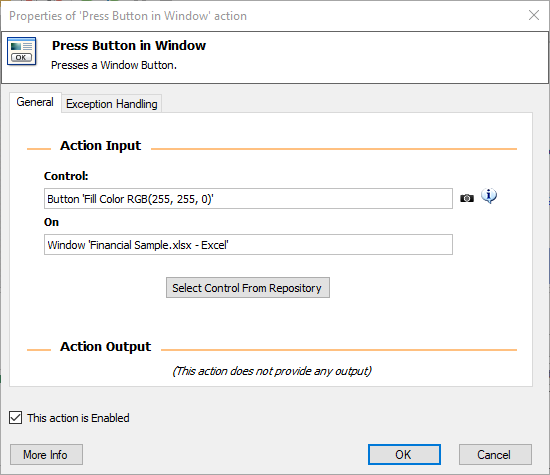 Properties of 'Press Button in Window' action
OK
Press Button in Window
Presses a Window Button.
General
Exception Handling
Action Input
Control:
Button 'Fill Color RGB(255, 255, 0)'
On
Window 'Financial Sample.xlsx - Excel'
Select Control From Repository
Action Output
(This action does not provide any output)
This action is Enabled
More Info
OK
Cancel